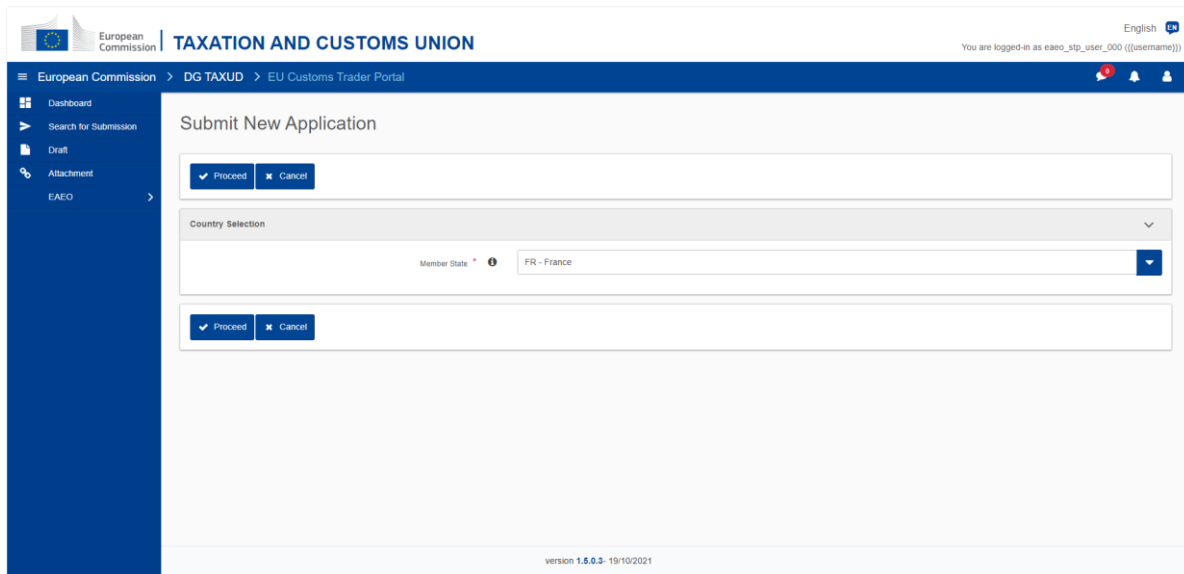 European
Commission
TAXATION AND CUSTOMS UNION
English EN
You are logged-in as eaeo_stp_user_000 ({{username}})
European Commission > DG TAXUD > EU Customs Trader Portal
0
Dashboard
Search for Submission
Draft
Attachment
EAEO
Submit New Application
Proceed Cancel
Country Selection
Member State * FR - France
Proceed Cancel
version 1.5.0.3- 19/10/2021